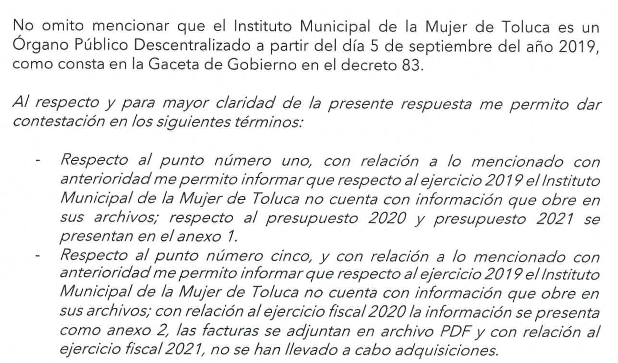 No omito mencionar que el Instituto Municipal de la Mujer de Toluca es un
Órgano Público Descentralizado a partir del día 5 de septiembre del año 2019,
como consta en la Gaceta de Gobierno en el decreto 83.
Al respecto y para mayor claridad de la presente respuesta me permito dar
contestación en los siguientes términos:
- Respecto al punto número uno, con relación a lo mencionado con
anterioridad me permito informar que respecto al ejercicio 2019 el Instituto
Municipal de la Mujer de Toluca no cuenta con información que obre en
sus archivos; respecto al presupuesto 2020 y presupuesto 2021 se
presentan en el anexo 1.
- Respecto al punto número cinco, y con relación a lo mencionado con
anterioridad me permito informar que respecto al ejercicio 2019 el Instituto
Municipal de la Mujer de Toluca no cuenta con información que obre en
sus archivos; con relación al ejercicio fiscal 2020 la información se presenta
como anexo 2, las facturas se adjuntan en archivo PDF y con relación al
ejercicio fiscal 2021, no se han llevado a cabo adquisiciones.